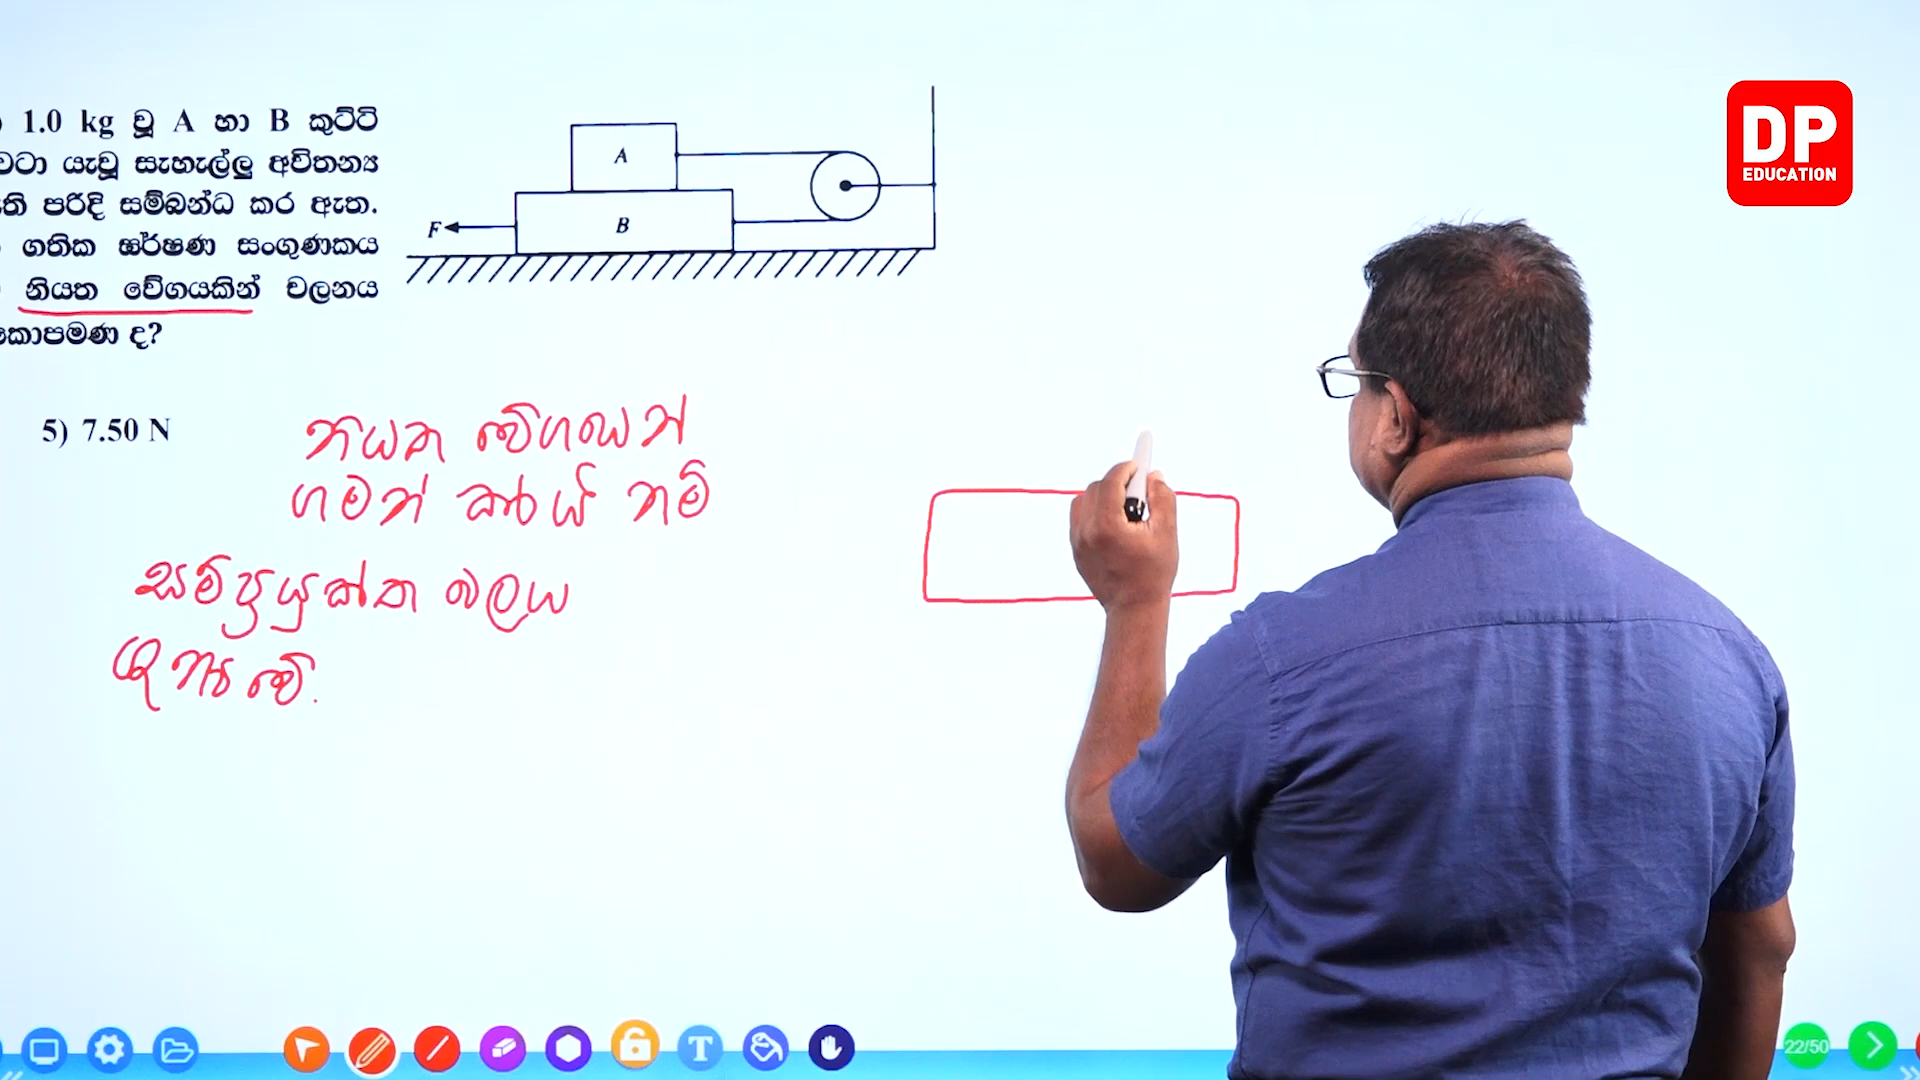 1.0 kg වූ A හා B කුට්ටි
වටා යැවූ සැහැල්ලු අවිතන්‍ය
පරිදි සම්බන්ධ කර ඇත.
ගතික ඝර්ෂණ සංගුණකය
නියත වේගයකින් චලනය
කොපමණ ද?
5) 7.50 N
A
B
F
නියත වේගයෙන්
ගමන් කරයි නම්
සම්ප්‍රයුක්ත බලය
ශුන්‍ය වේ.
DP
EDUCATION
T
22/50